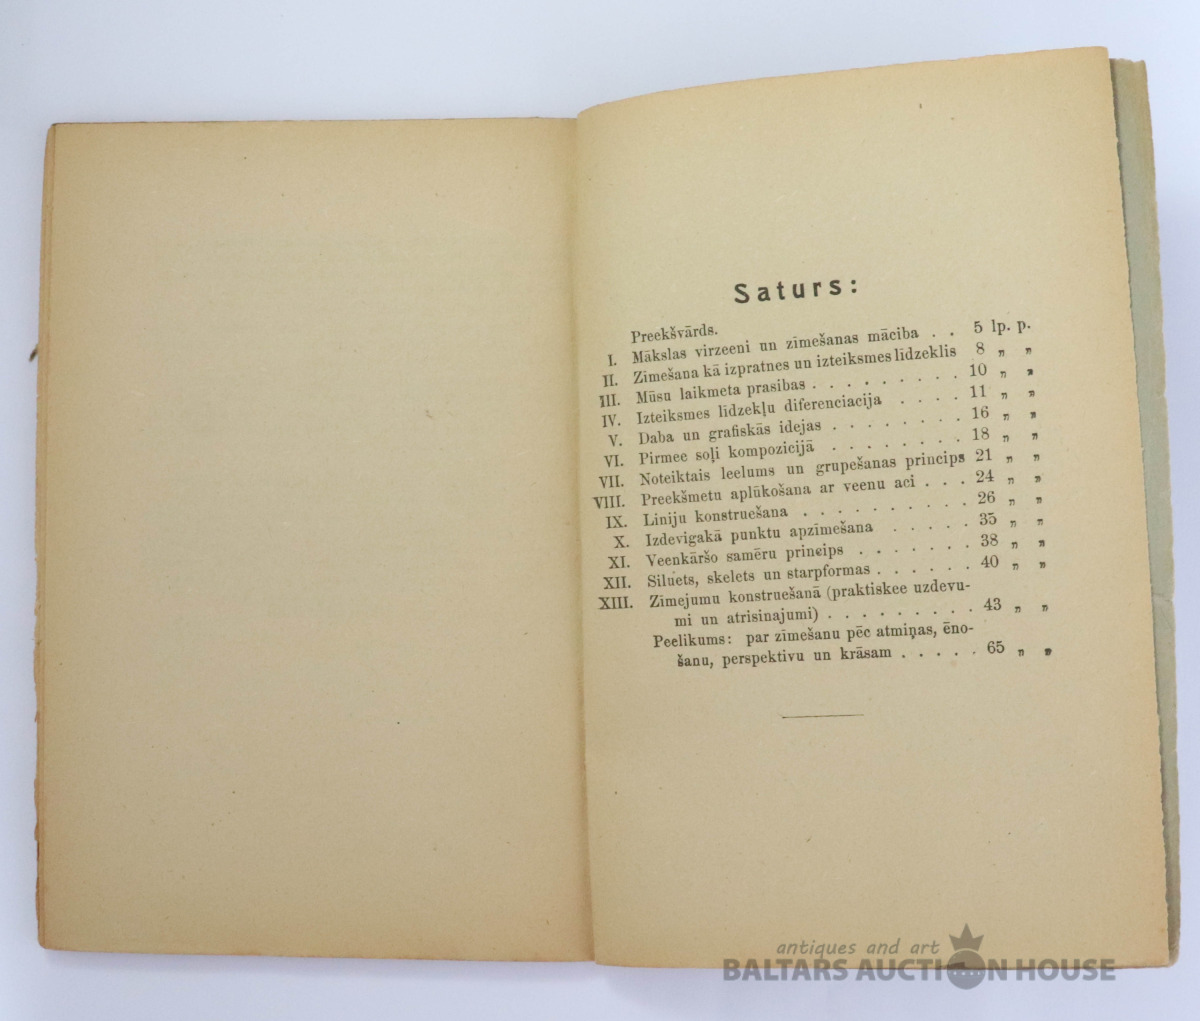 Saturs:
Preekšvārds.
I. Mākslas virzeeni un zīmešanas māciba . . 5 lp. p.
II. Zīmešana kā izpratnes un izteiksmes līdzeklis 8 „ „
III. Mūsu laikmeta prasibas . . . . . . . . . 10 „ „
IV. Izteiksmes līdzekļu diferenciacija . . . . 11 „ „
V. Daba un grafiskās idejas . . . . . . . . 16 „ „
VI. Pirmee soļi kompozicijā . . . . . . . . 18 „ „
VII. Noteiktais leelums un grupešanas princips 21 „ „
VIII. Preekšmetu aplūkošana ar veenu aci . . . 24 „ „
IX. Liniju konstruešana . . . . . . . . . . 26 „ „
X. Izdevigakā punktu apzīmešana . . . . . 35 „ „
XI. Veenkāršo samēru princips . . . . . . . 38 „ „
XII. Siluets, skelets un starpformas . . . . . . 40 „ „
XIII. Zīmejumu konstruešanā (praktiskee uzdevu-
mi un atrisinajumi) . . . . . . . . . 43 „ „
Peelikums: par zīmešanu pēc atmiņas, ēno-
šanu, perspektivu un krāsam . . . . . 65 „ „
antiques and art
BALTARS AUCTION HOUSE